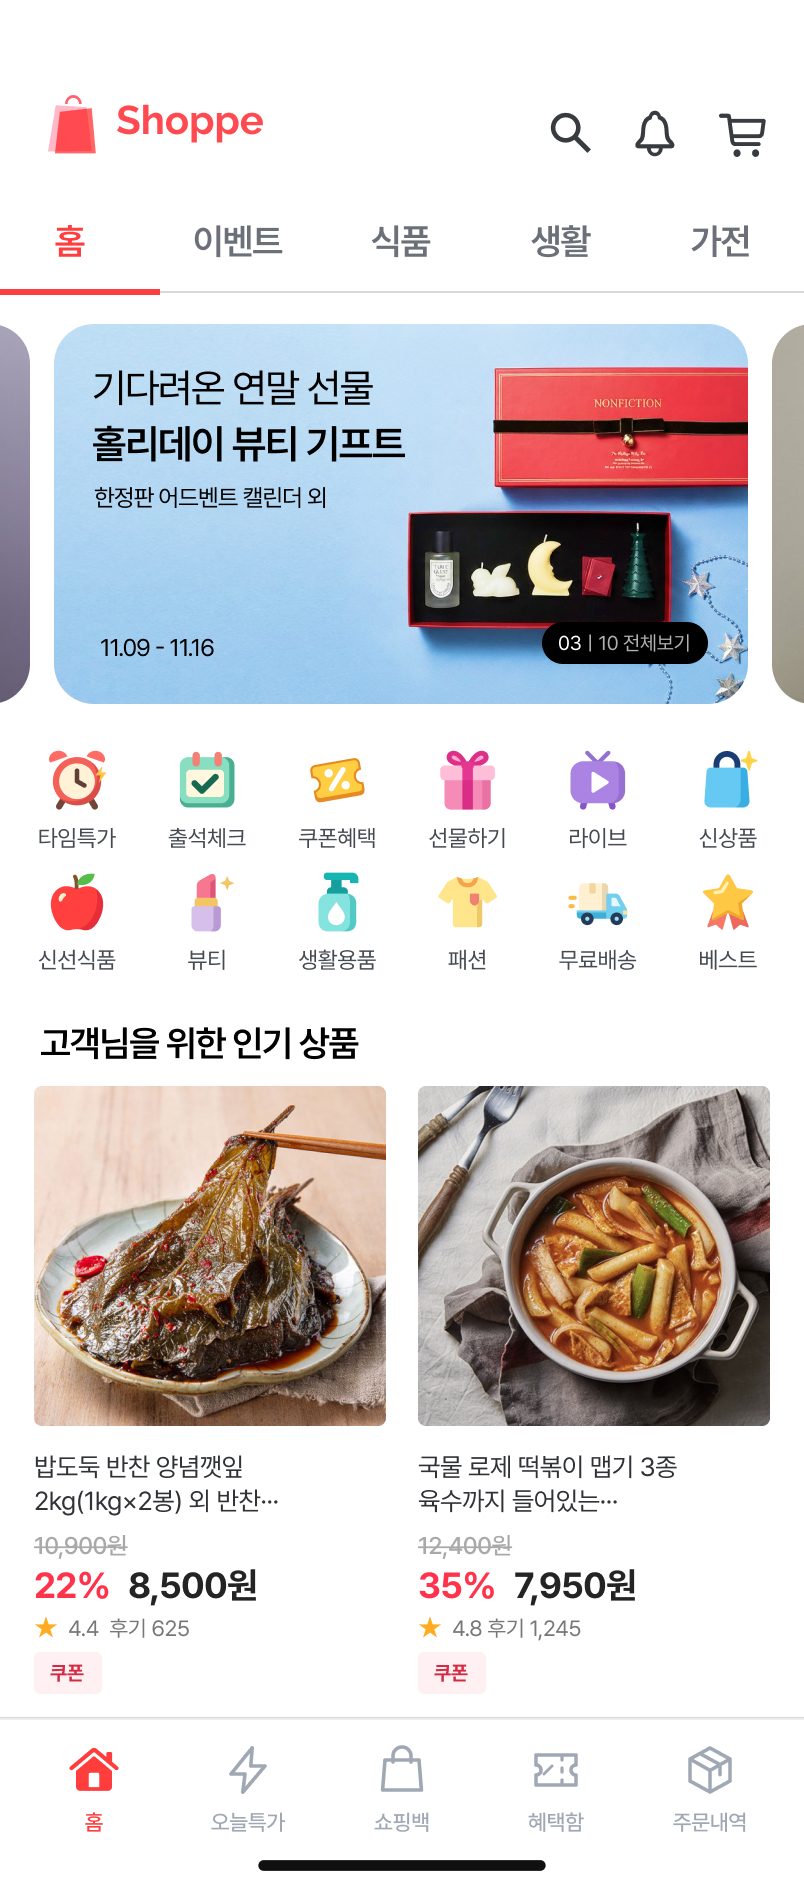 Shoppe
홈 이벤트 식품 생활 가전
기다려온 연말 선물
홀리데이 뷰티 기프트
한정판 어드벤트 캘린더 외
NONFICTION
11.09 - 11.16
03 | 10 전체보기
타임특가 출석체크 쿠폰혜택 선물하기 라이브 신상품
신선식품 뷰티 생활용품 패션 무료배송 베스트
고객님을 위한 인기 상품
밥도둑 반찬 양념깻잎
2kg(1kg×2봉) 외 반찬···
10,900원
22% 8,500원
★ 4.4 후기 625
쿠폰
국물 로제 떡볶이 맵기 3종
육수까지 들어있는···
12,400원
35% 7,950원
★ 4.8 후기 1,245
쿠폰
홈 오늘특가 쇼핑백 혜택함 주문내역